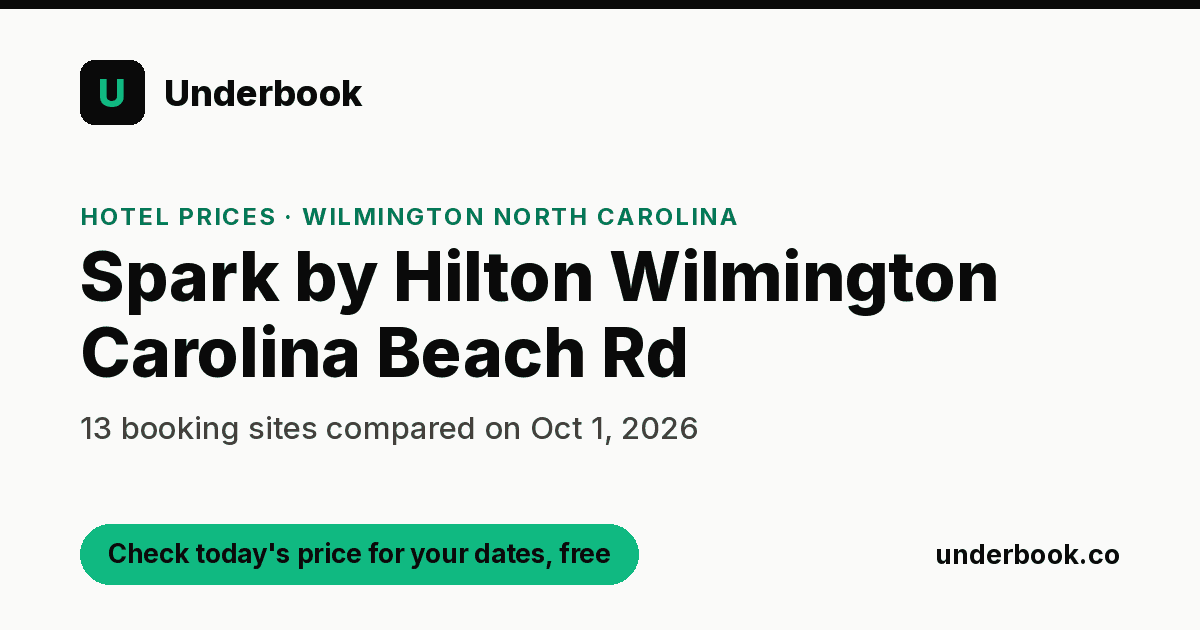 U Underbook
HOTEL PRICES · WILMINGTON NORTH CAROLINA
Spark by Hilton Wilmington
Carolina Beach Rd
13 booking sites compared on Oct 1, 2026
Check today's price for your dates, free
underbook.co